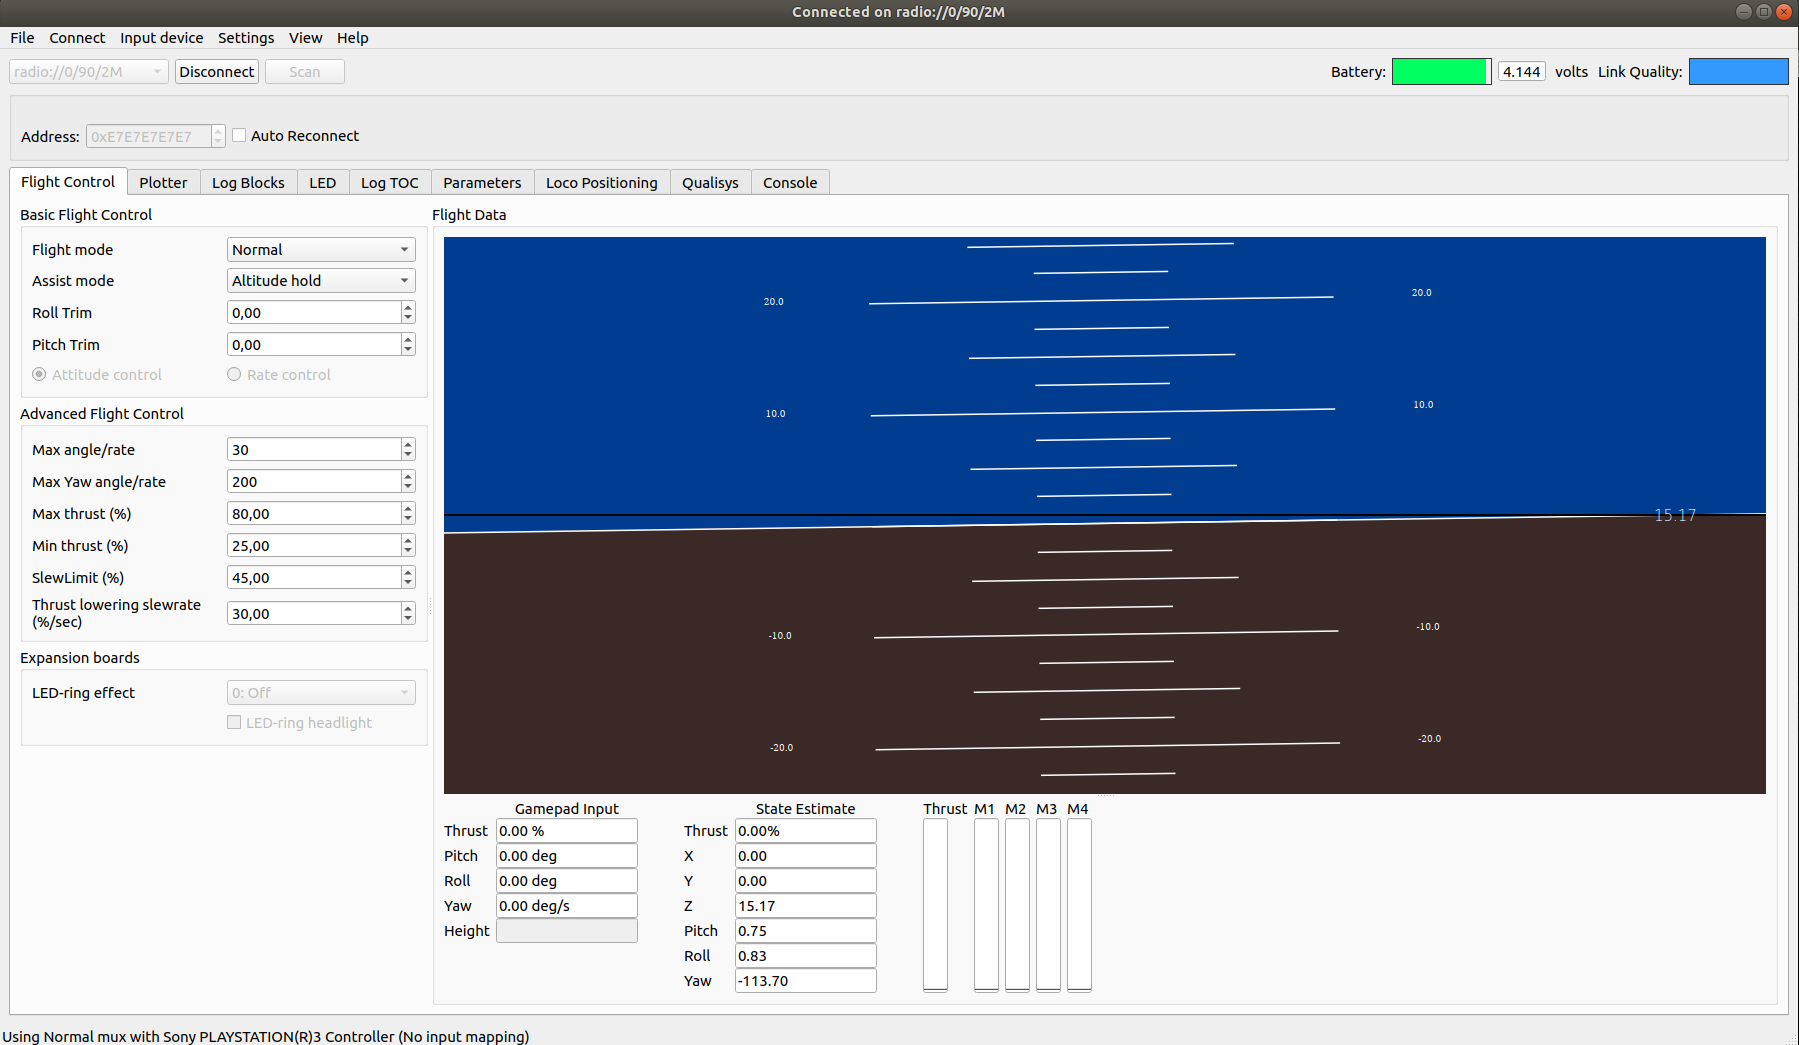 Connected on radio://0/90/2M
File Connect Input device Settings View Help
radio://0/90/2M Disconnect Scan Battery: 4.144 volts Link Quality:
Address: 0xE7E7E7E7E7 Auto Reconnect
Flight Control Plotter Log Blocks LED Log TOC Parameters Loco Positioning Qualisys Console
Basic Flight Control
Flight mode Normal
Assist mode Altitude hold
Roll Trim 0,00
Pitch Trim 0,00
Attitude control Rate control
Advanced Flight Control
Max angle/rate 30
Max Yaw angle/rate 200
Max thrust (%) 80,00
Min thrust (%) 25,00
SlewLimit (%) 45,00
Thrust lowering slewrate
(%/sec) 30,00
Expansion boards
LED-ring effect 0: Off
LED-ring headlight
Flight Data
20.0 20.0
10.0 10.0
15.17
-10.0 -10.0
-20.0 -20.0
Gamepad Input
Thrust 0.00 %
Pitch 0.00 deg
Roll 0.00 deg
Yaw 0.00 deg/s
Height
State Estimate
Thrust 0.00%
X 0.00
Y 0.00
Z 15.17
Pitch 0.75
Roll 0.83
Yaw -113.70
Thrust M1 M2 M3 M4
Using Normal mux with Sony PLAYSTATION(R)3 Controller (No input mapping)